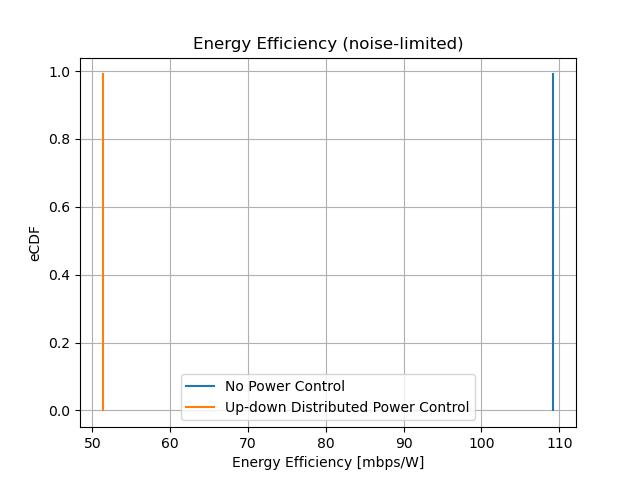 Energy Efficiency (noise-limited)
1.0
0.8
0.6
0.4
0.2
0.0
eCDF
No Power Control
Up-down Distributed Power Control
50 60 70 80 90 100 110
Energy Efficiency [mbps/W]